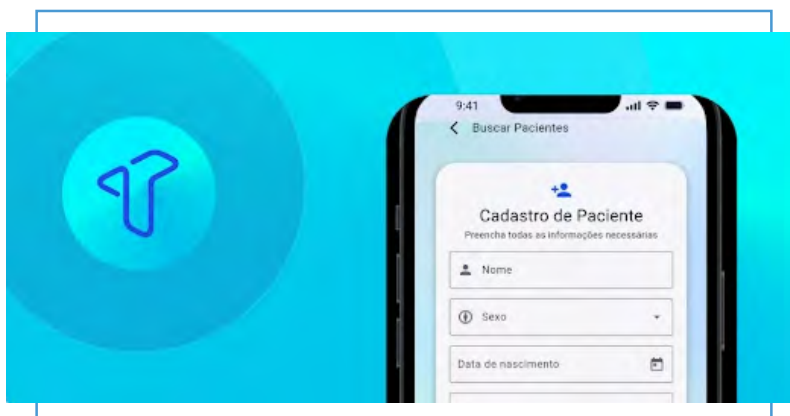 9:41
Buscar Pacientes
Cadastro de Paciente
Preencha todas as informações necessárias
Nome
Sexo
Data de nascimento